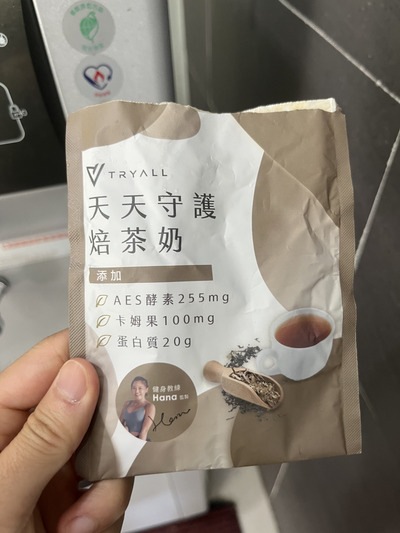 TRYALL
天天守護
焙茶奶
添加
AES酵素255mg
卡姆果100mg
蛋白質20g
健身教練
Hana